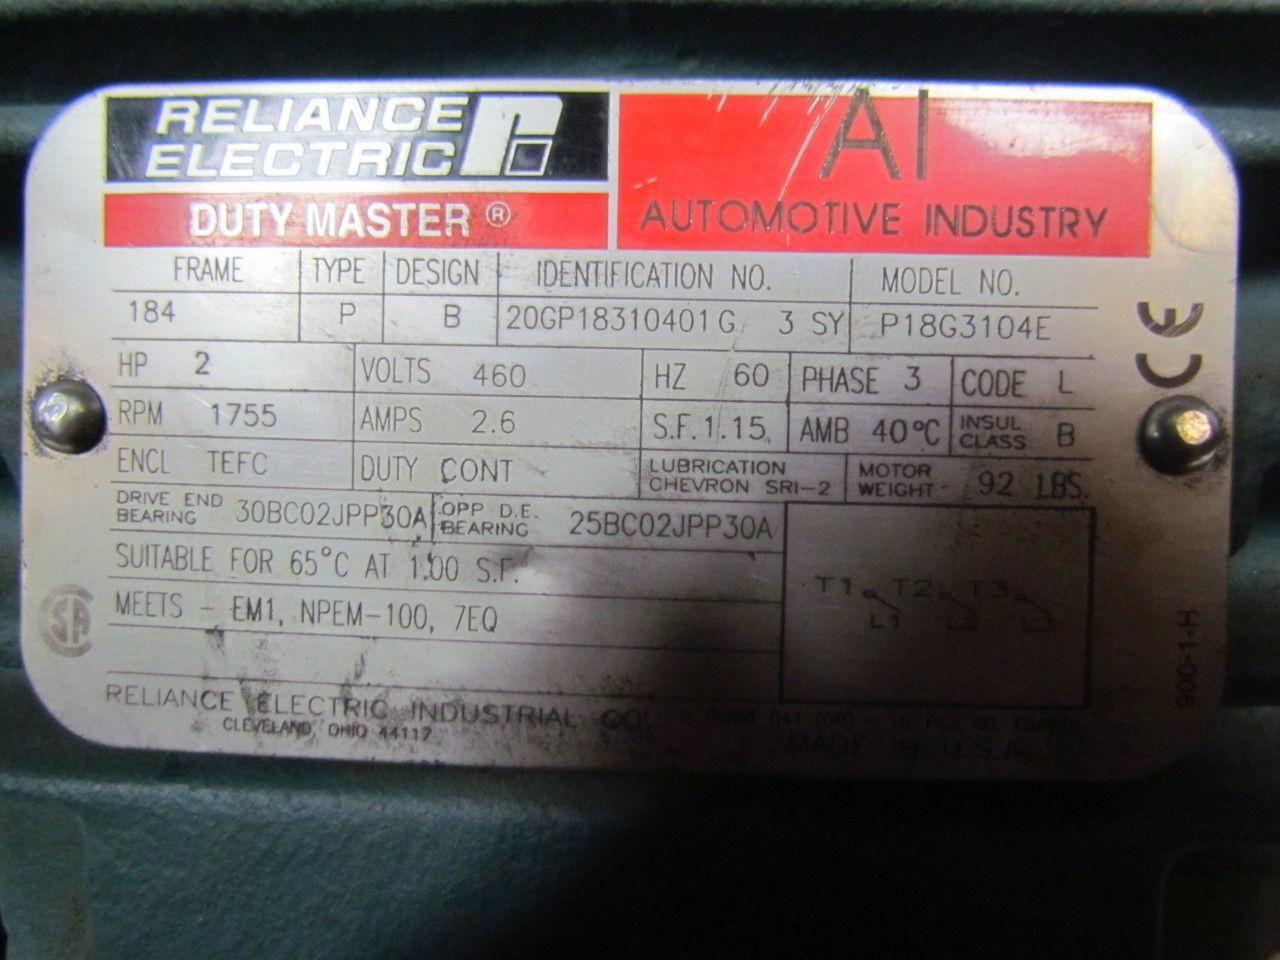 RELIANCE
ELECTRIC
DUTY MASTER ®
AI
AUTOMOTIVE INDUSTRY
FRAME TYPE DESIGN IDENTIFICATION NO. MODEL NO.
184 P B 20GP18310401 G 3 SY P18G3104E
CE
HP 2 VOLTS 460 HZ 60 PHASE 3 CODE L
RPM 1755 AMPS 2.6 S.F. 1.15 AMB 40°C INSUL CLASS B
ENCL TEFC DUTY CONT LUBRICATION CHEVRON SRI-2 MOTOR WEIGHT 92 LBS.
DRIVE END BEARING 30BC02JPP30A OPP D.E. BEARING 25BC02JPP30A
SUITABLE FOR 65°C AT 1.00 S.F.
MEETS - EM1, NPEM-100, 7EQ
T1 T2 T3
L1
SA
900-1-H
RELIANCE ELECTRIC INDUSTRIAL CO.
CLEVELAND, OHIO 44117
MADE IN U.S.A.